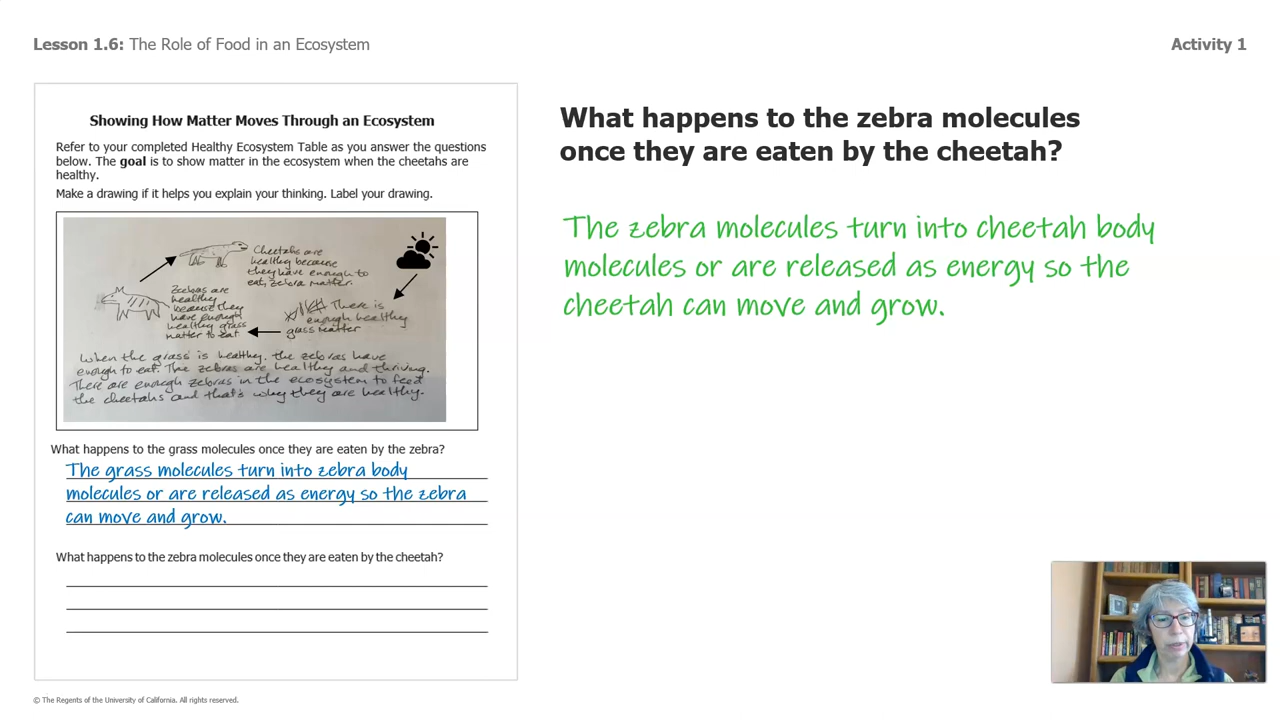 Lesson 1.6: The Role of Food in an Ecosystem
Activity 1
Showing How Matter Moves Through an Ecosystem
Refer to your completed Healthy Ecosystem Table as you answer the questions
below. The goal is to show matter in the ecosystem when the cheetahs are
healthy.
Make a drawing if it helps you explain your thinking. Label your drawing.
Cheetahs are
healthy because
they have enough to
eat, zebra matter.
Zeebras are
healthy
because they
have enough
healthy grass
matter to eat
There is
enough healthy
grass matter
When the grass is healthy. the zebras have
enough to eat. The zebras are healthy and thriving.
There are enough zebras in the ecosystem to feed
the cheetahs and that's why they are healthy.
What happens to the grass molecules once they are eaten by the zebra?
The grass molecules turn into zebra body
molecules or are released as energy so the zebra
can move and grow.
What happens to the zebra molecules once they are eaten by the cheetah?
What happens to the zebra molecules
once they are eaten by the cheetah?
The zebra molecules turn into cheetah body
molecules or are released as energy so the
cheetah can move and grow.
© The Regents of the University of California. All rights reserved.